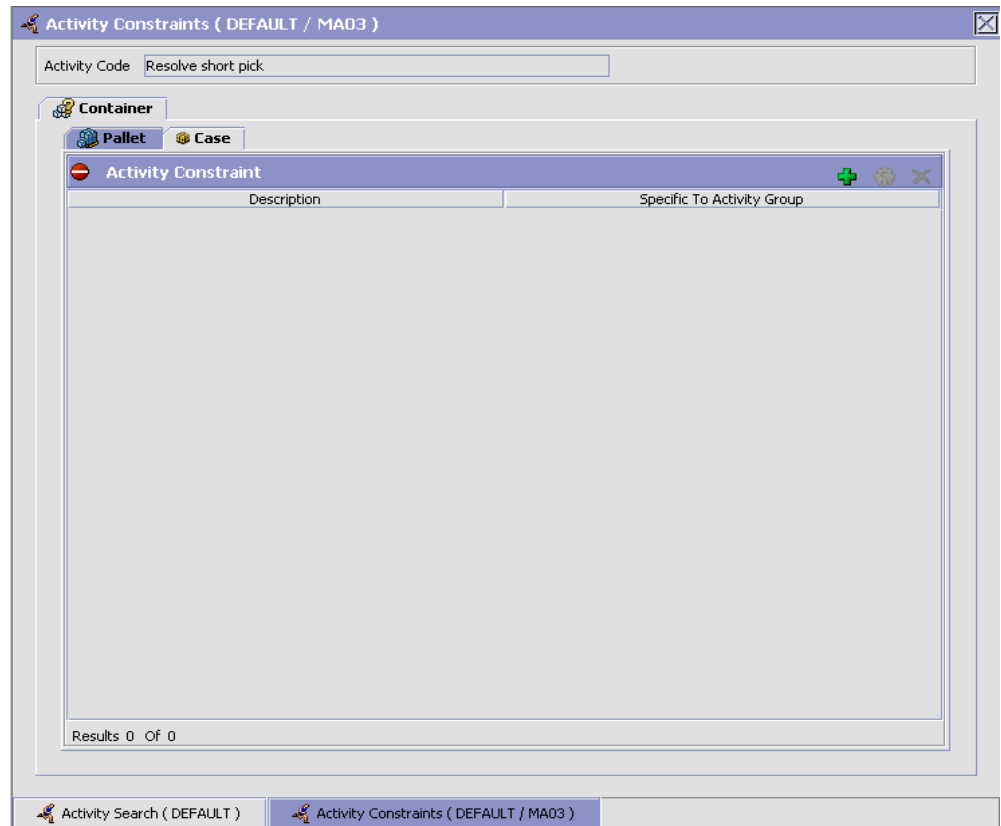 Activity Constraints ( DEFAULT / MA03 )
Activity Code Resolve short pick
Container
Pallet Case
Activity Constraint
Description Specific To Activity Group
Results 0 Of 0
Activity Search ( DEFAULT ) Activity Constraints ( DEFAULT / MA03 )